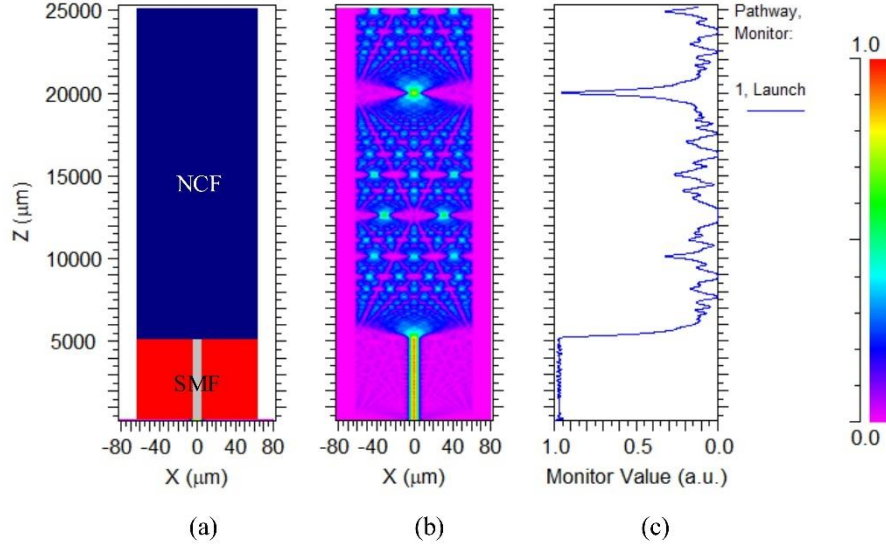 25000
20000
15000
10000
5000
Z (μm)
NCF
SMF
-80 -40 0 40 80
X (μm)
-80 -40 0 40 80
X (μm)
1.0 0.5 0.0
Monitor Value (a.u.)
Pathway,
Monitor:
1, Launch
1.0
0.0
(a)
(b)
(c)